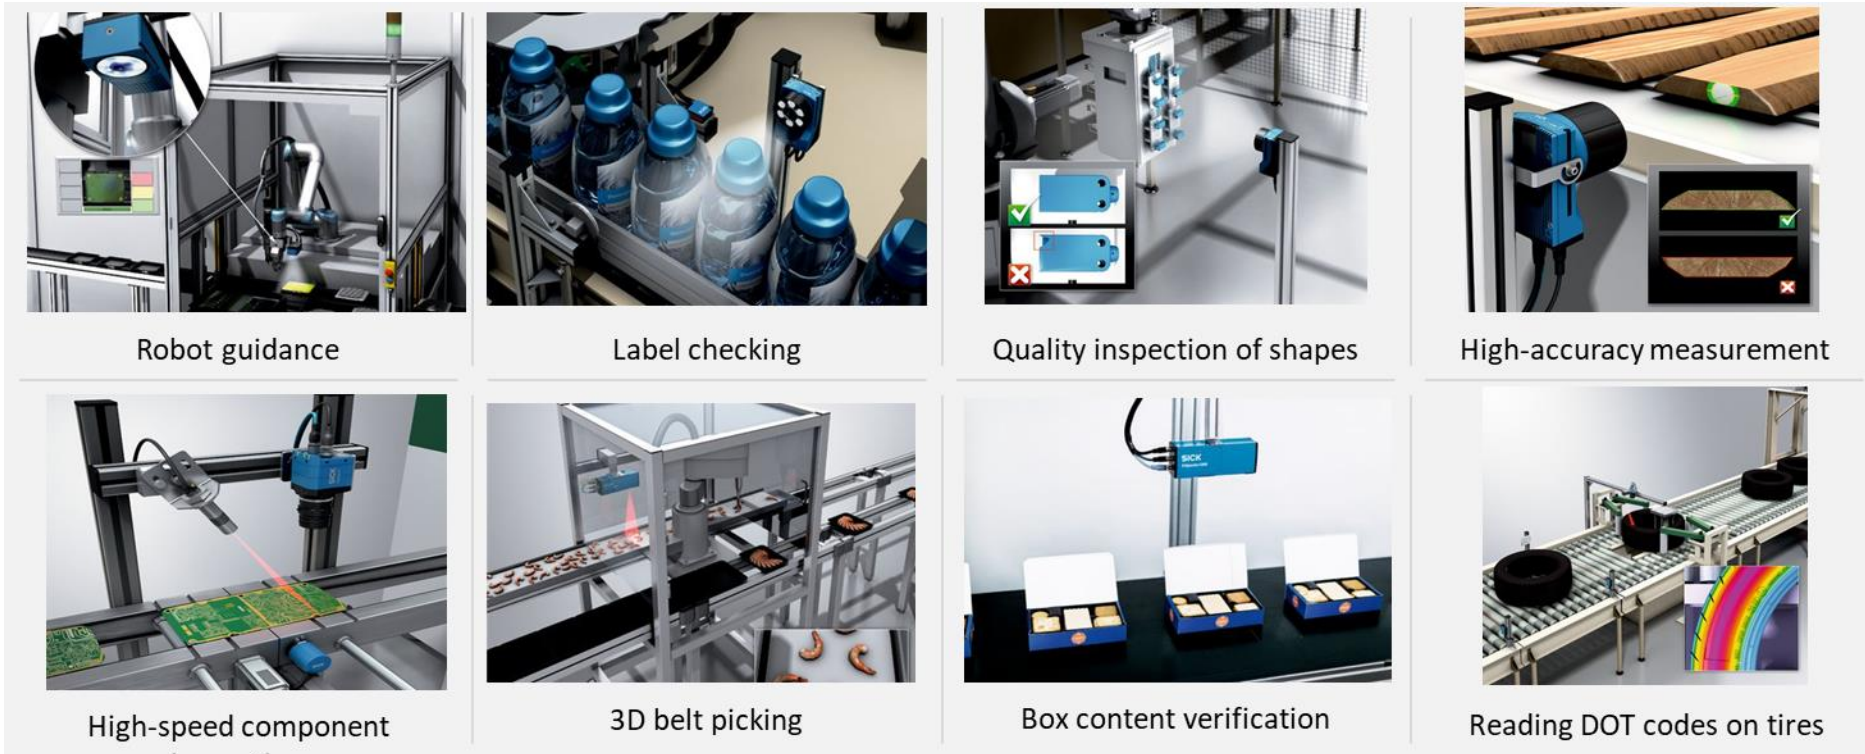 Robot guidance
Label checking
Quality inspection of shapes
High-accuracy measurement
High-speed component
3D belt picking
SICK
Box content verification
Reading DOT codes on tires